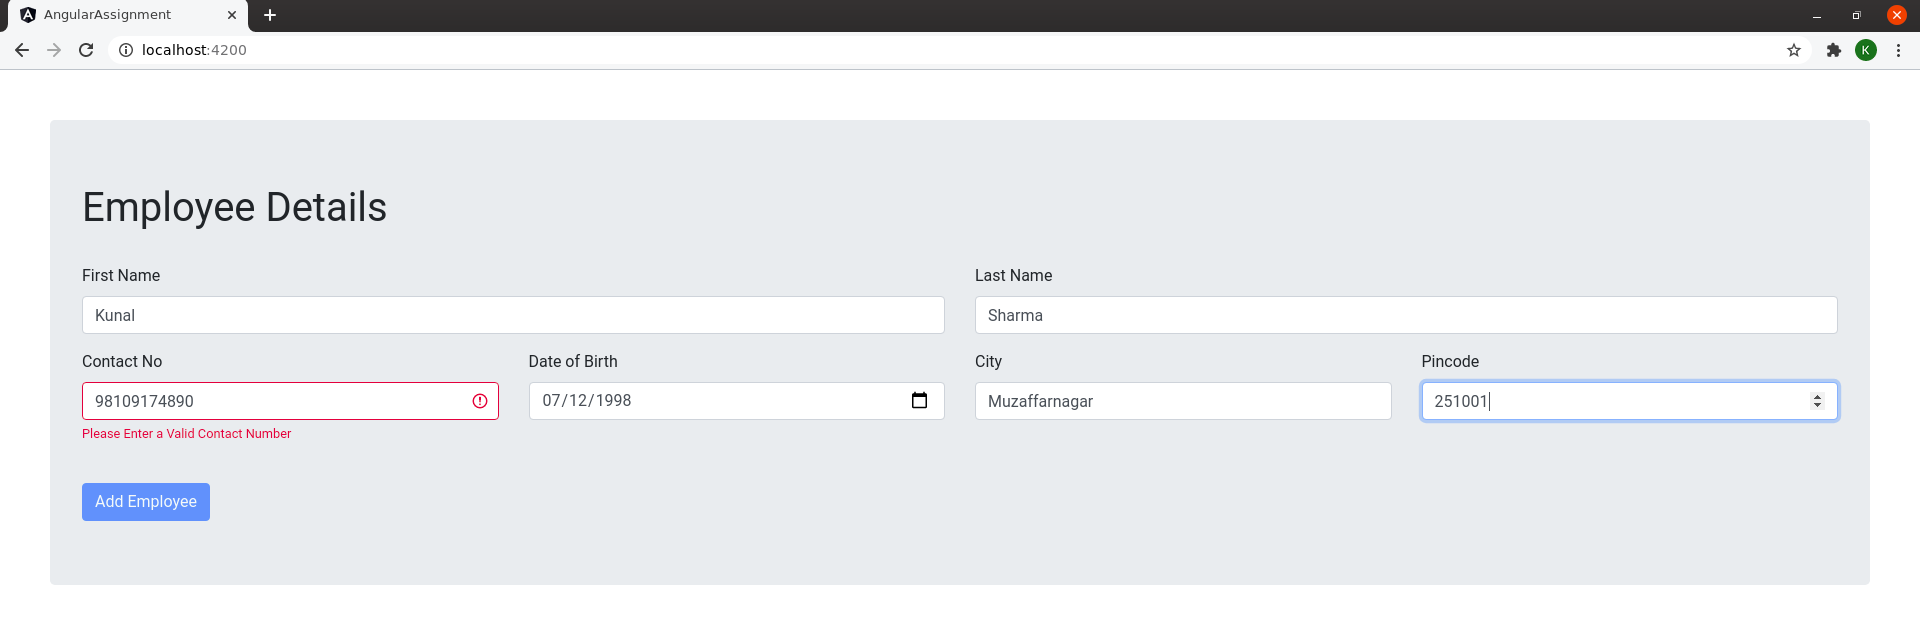 AngularAssignment
localhost:4200
K
Employee Details
First Name
Last Name
Kunal
Sharma
Contact No
Date of Birth
City
Pincode
98109174890
07/12/1998
Muzaffarnagar
251001
Please Enter a Valid Contact Number
Add Employee